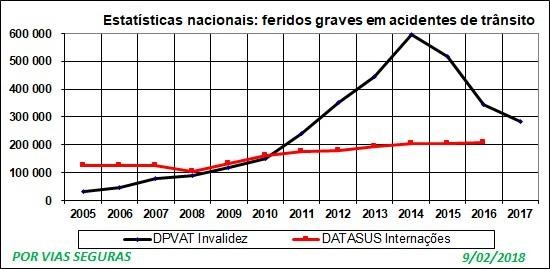 Estatísticas nacionais: feridos graves em acidentes de trânsito
600 000
500 000
400 000
300 000
200 000
100 000
0
2005 2006 2007 2008 2009 2010 2011 2012 2013 2014 2015 2016 2017
DPVAT Invalidez DATASUS Internações
POR VIAS SEGURAS 9/02/2018